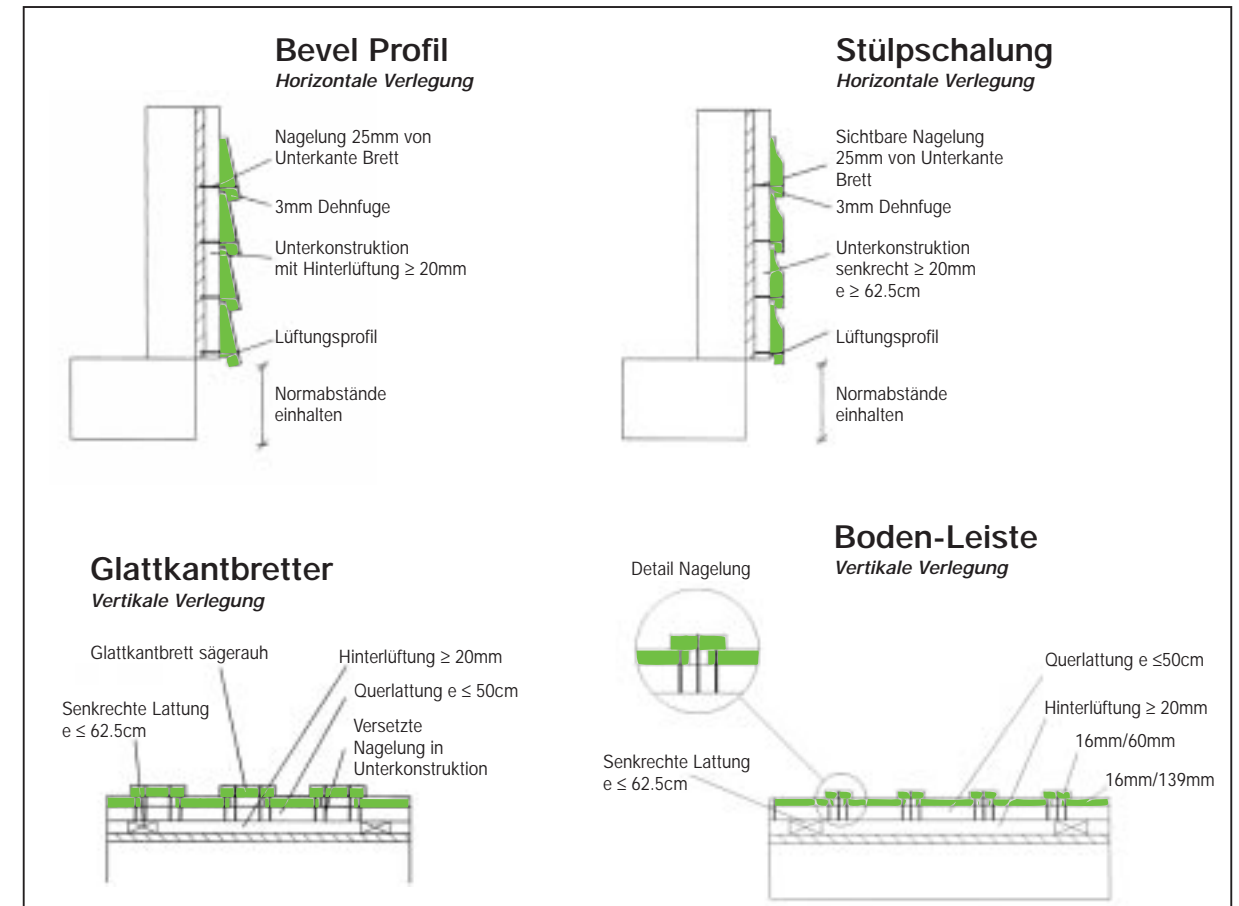 Bevel Profil
Horizontale Verlegung
Nagelung 25mm von
Unterkante Brett
3mm Dehnfuge
Unterkonstruktion
mit Hinterlüftung ≥ 20mm
Lüftungsprofil
Normabstände
einhalten
Stülpschalung
Horizontale Verlegung
Sichtbare Nagelung
25mm von Unterkante
Brett
3mm Dehnfuge
Unterkonstruktion
senkrecht ≥ 20mm
e ≥ 62.5cm
Lüftungsprofil
Normabstände
einhalten
Glattkantbretter
Vertikale Verlegung
Glattkantbrett sägerauh
Hinterlüftung ≥ 20mm
Querlattung e ≤ 50cm
Senkrechte Lattung
e ≤ 62.5cm
Versetzte
Nagelung in
Unterkonstruktion
Boden-Leiste
Vertikale Verlegung
Detail Nagelung
Querlattung e ≤50cm
Hinterlüftung ≥ 20mm
16mm/60mm
16mm/139mm
Senkrechte Lattung
e ≤ 62.5cm